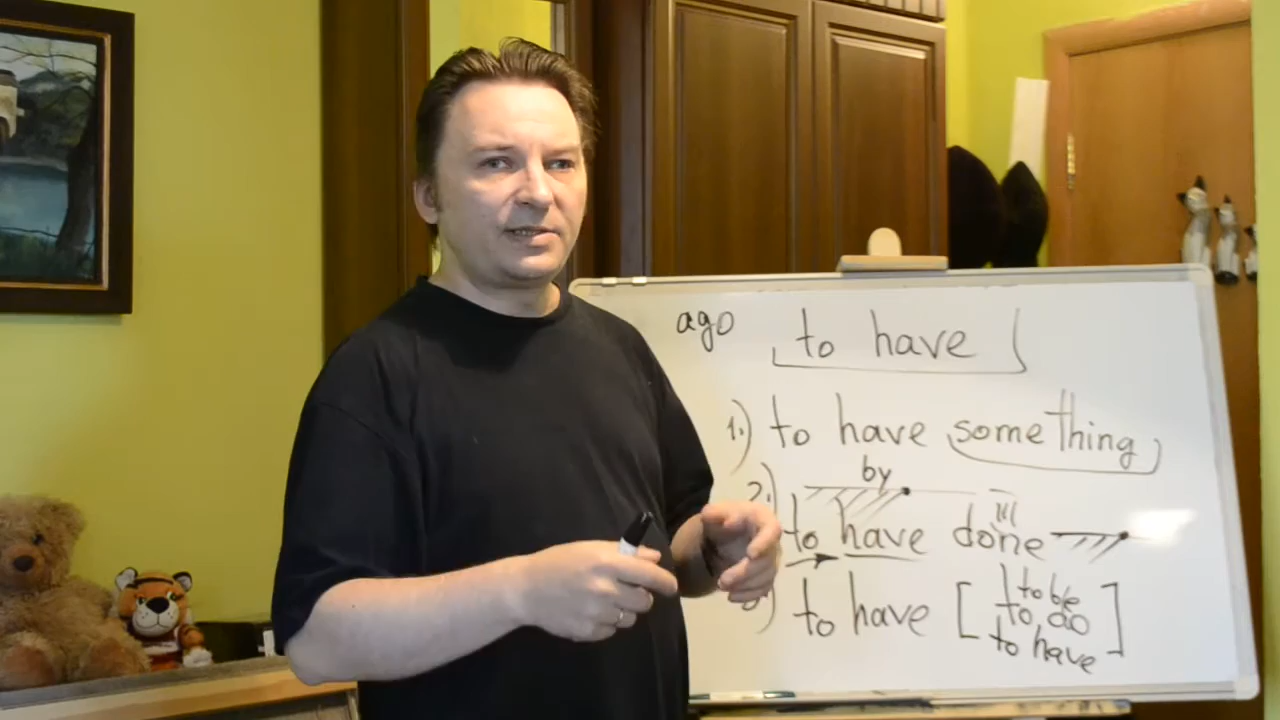 ago to have
1.) to have something
by
2. to have done III
to have [ to be
to do
to have ]